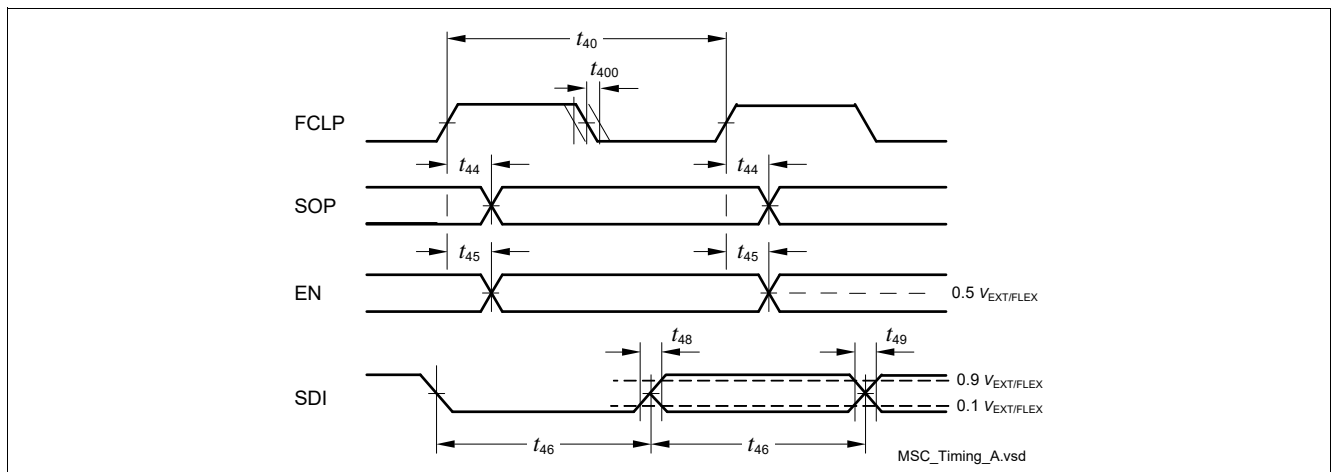 t40
t400
FCLP
t44 t44
SOP
t45 t45
EN
0.5 VEXT/FLEX
t48 t49
0.9 VEXT/FLEX
SDI
0.1 VEXT/FLEX
t46 t46
MSC_Timing_A.vsd